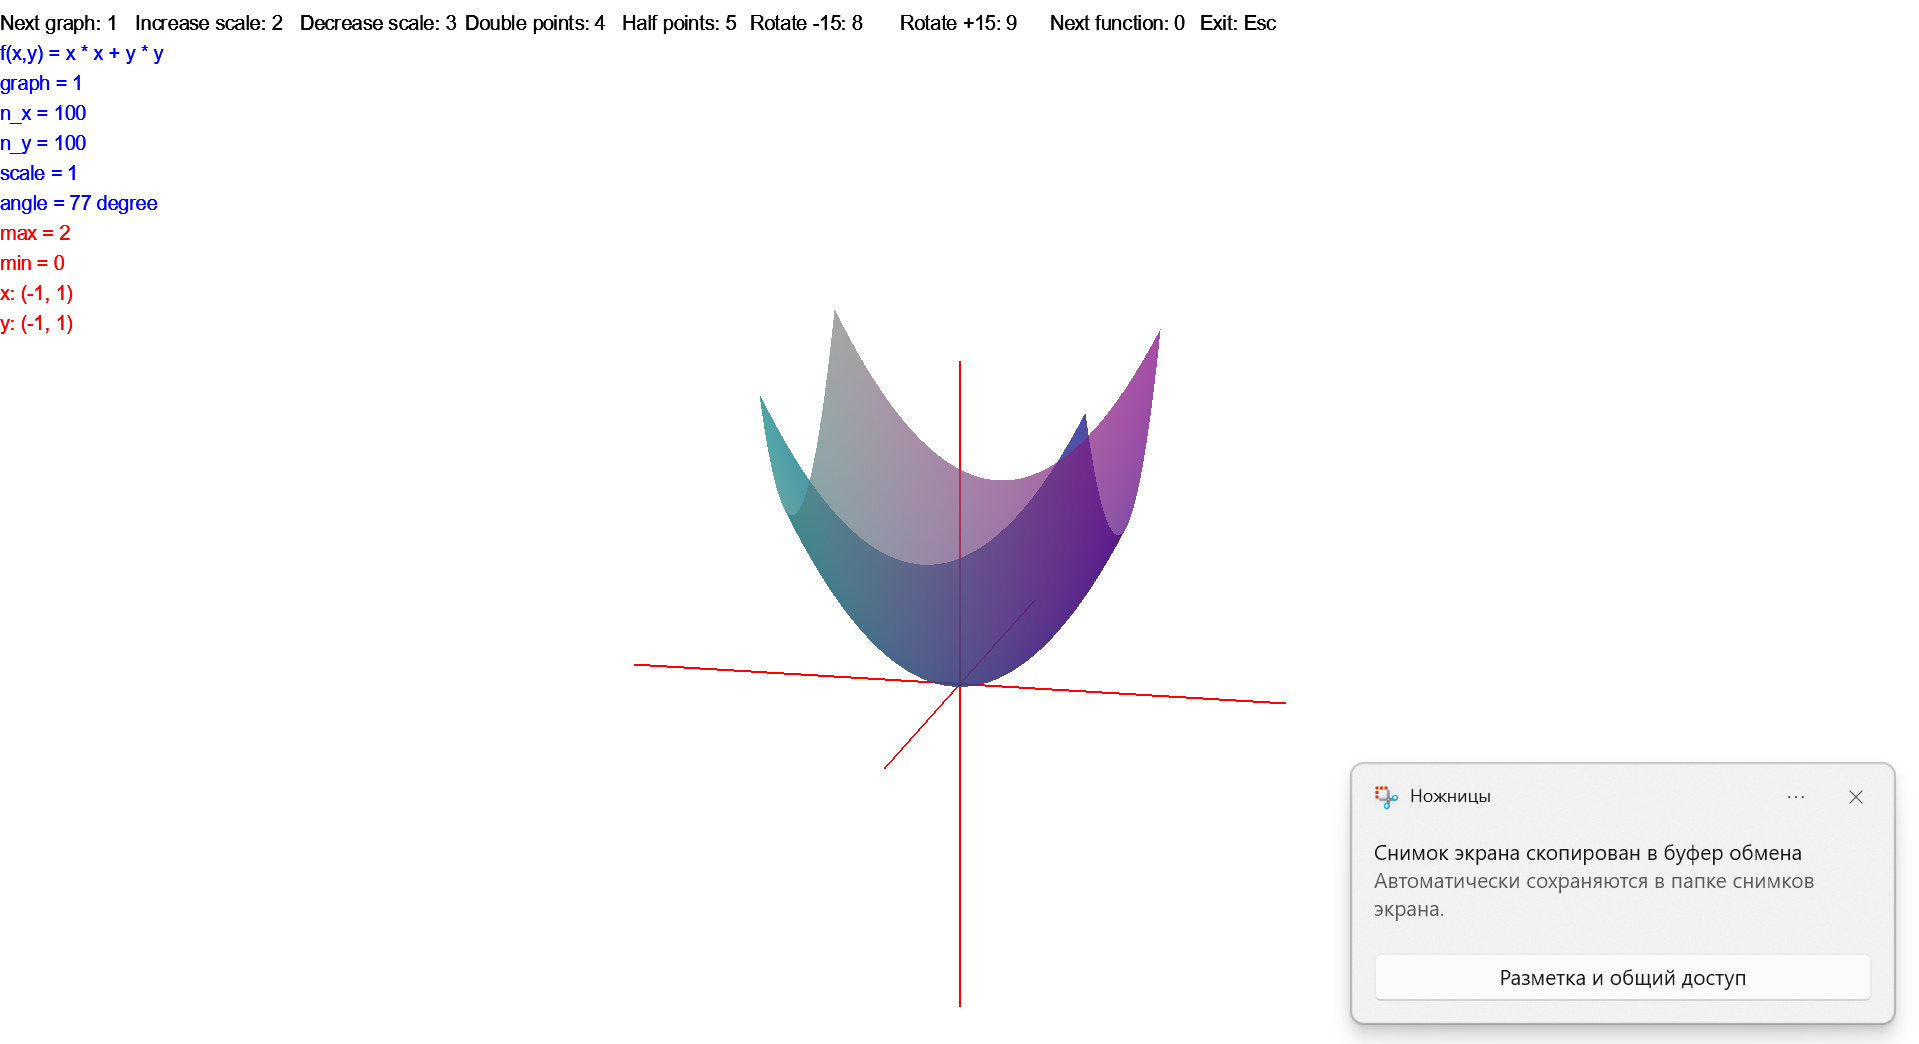 Next graph: 1 Increase scale: 2 Decrease scale: 3 Double points: 4 Half points: 5 Rotate -15: 8 Rotate +15: 9 Next function: 0 Exit: Esc
f(x,y) = x * x + y * y
graph = 1
n_x = 100
n_y = 100
scale = 1
angle = 77 degree
max = 2
min = 0
x: (-1, 1)
y: (-1, 1)
Ножницы
Снимок экрана скопирован в буфер обмена
Автоматически сохраняются в папке снимков
экрана.
Разметка и общий доступ